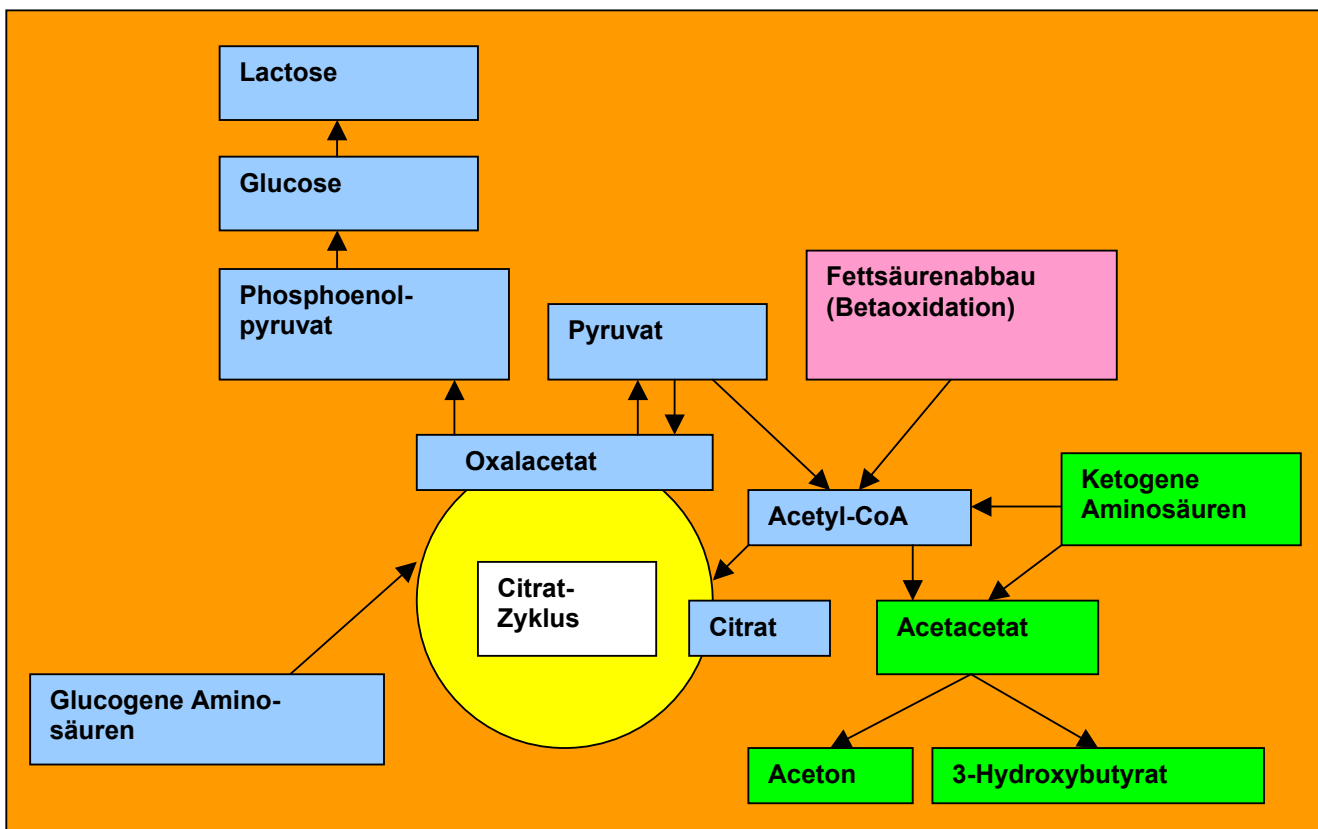 Lactose
Glucose
Phosphoenol-
pyruvat
Pyruvat
Fettsäurenabbau
(Betaoxidation)
Oxalacetat
Acetyl-CoA
Ketogene
Aminosäuren
Citrat-
Zyklus
Citrat
Acetacetat
Glucogene Amino-
säuren
Aceton
3-Hydroxybutyrat